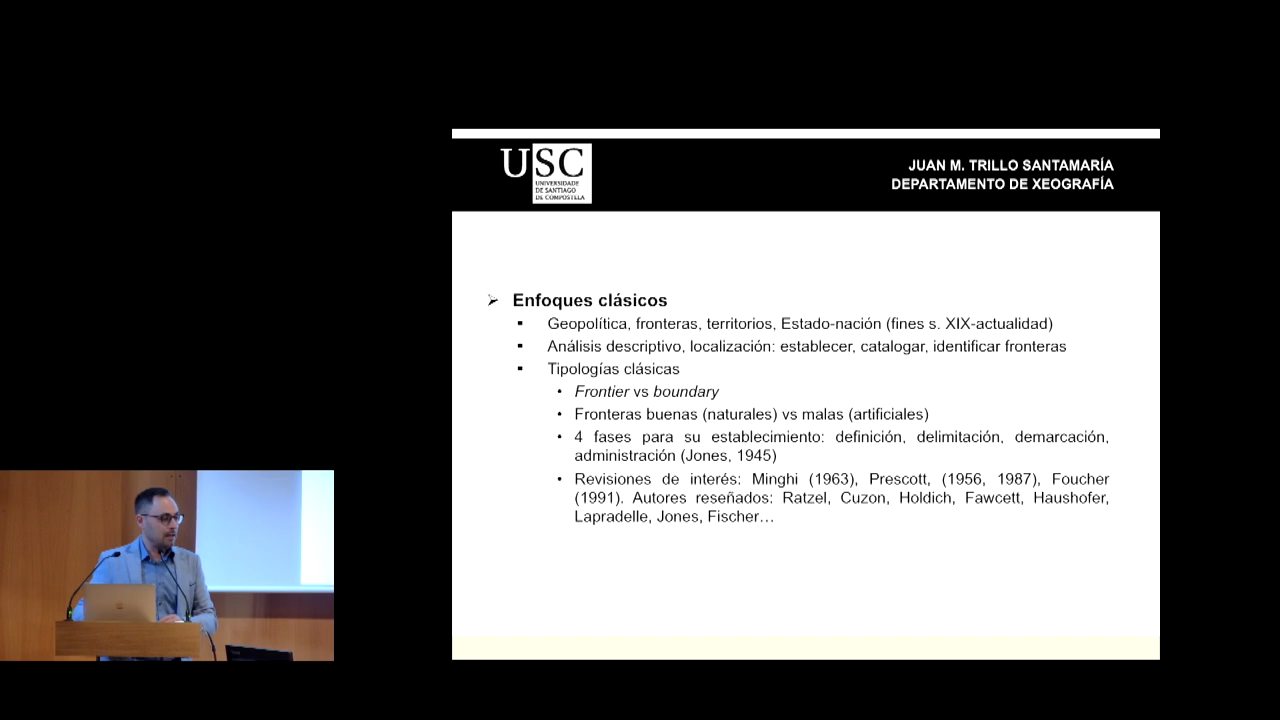 USC
UNIVERSIDADE
DE SANTIAGO
DE COMPOSTELA
JUAN M. TRILLO SANTAMARÍA
DEPARTAMENTO DE XEOGRAFÍA
Enfoques clásicos
Geopolítica, fronteras, territorios, Estado-nación (fines s. XIX-actualidad)
Análisis descriptivo, localización: establecer, catalogar, identificar fronteras
Tipologías clásicas
Frontier vs boundary
Fronteras buenas (naturales) vs malas (artificiales)
4 fases para su establecimiento: definición, delimitación, demarcación,
administración (Jones, 1945)
Revisiones de interés: Minghi (1963), Prescott, (1956, 1987), Foucher
(1991). Autores reseñados: Ratzel, Cuzon, Holdich, Fawcett, Haushofer,
Lapradelle, Jones, Fischer…